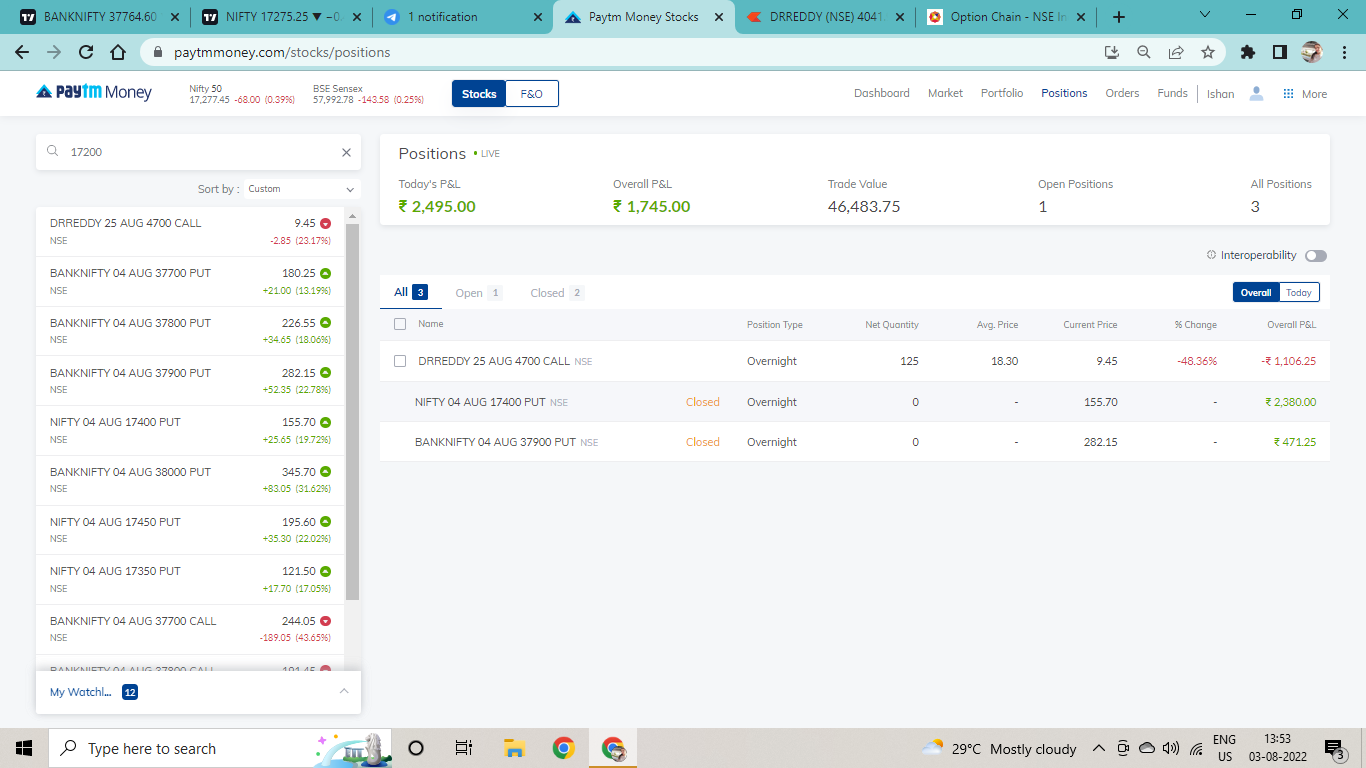 BANKNIFTY 37764.60
NIFTY 17275.25 ▼ −0.
1 notification
Paytm Money Stocks
DRREDDY (NSE) 4041.
Option Chain - NSE In
paytmmoney.com/stocks/positions
paytm Money
Nifty 50
17,277.45 -68.00 (0.39%)
BSE Sensex
57,992.78 -143.58 (0.25%)
Stocks
F&O
Dashboard
Market
Portfolio
Positions
Orders
Funds
Ishan
More
17200
Sort by :
Custom
DRREDDY 25 AUG 4700 CALL 9.45
NSE -2.85 (23.17%)
BANKNIFTY 04 AUG 37700 PUT 180.25
NSE +21.00 (13.19%)
BANKNIFTY 04 AUG 37800 PUT 226.55
NSE +34.65 (18.06%)
BANKNIFTY 04 AUG 37900 PUT 282.15
NSE +52.35 (22.78%)
NIFTY 04 AUG 17400 PUT 155.70
NSE +25.65 (19.72%)
BANKNIFTY 04 AUG 38000 PUT 345.70
NSE +83.05 (31.62%)
NIFTY 04 AUG 17450 PUT 195.60
NSE +35.30 (22.02%)
NIFTY 04 AUG 17350 PUT 121.50
NSE +17.70 (17.05%)
BANKNIFTY 04 AUG 37700 CALL 244.05
NSE -189.05 (43.65%)
BANKNIFTY 04 AUG 37800 CALL 191.45
My Watchl... 12
Positions • LIVE
Today's P&L
₹ 2,495.00
Overall P&L
₹ 1,745.00
Trade Value
46,483.75
Open Positions
1
All Positions
3
Interoperability
All 3
Open 1
Closed 2
Overall
Today
Name Position Type Net Quantity Avg. Price Current Price % Change Overall P&L
DRREDDY 25 AUG 4700 CALL NSE Overnight 125 18.30 9.45 -48.36% -₹ 1,106.25
NIFTY 04 AUG 17400 PUT NSE Closed Overnight 0 - 155.70 - ₹ 2,380.00
BANKNIFTY 04 AUG 37900 PUT NSE Closed Overnight 0 - 282.15 - ₹ 471.25
Type here to search
29°C Mostly cloudy
ENG
US
13:53
03-08-2022
3